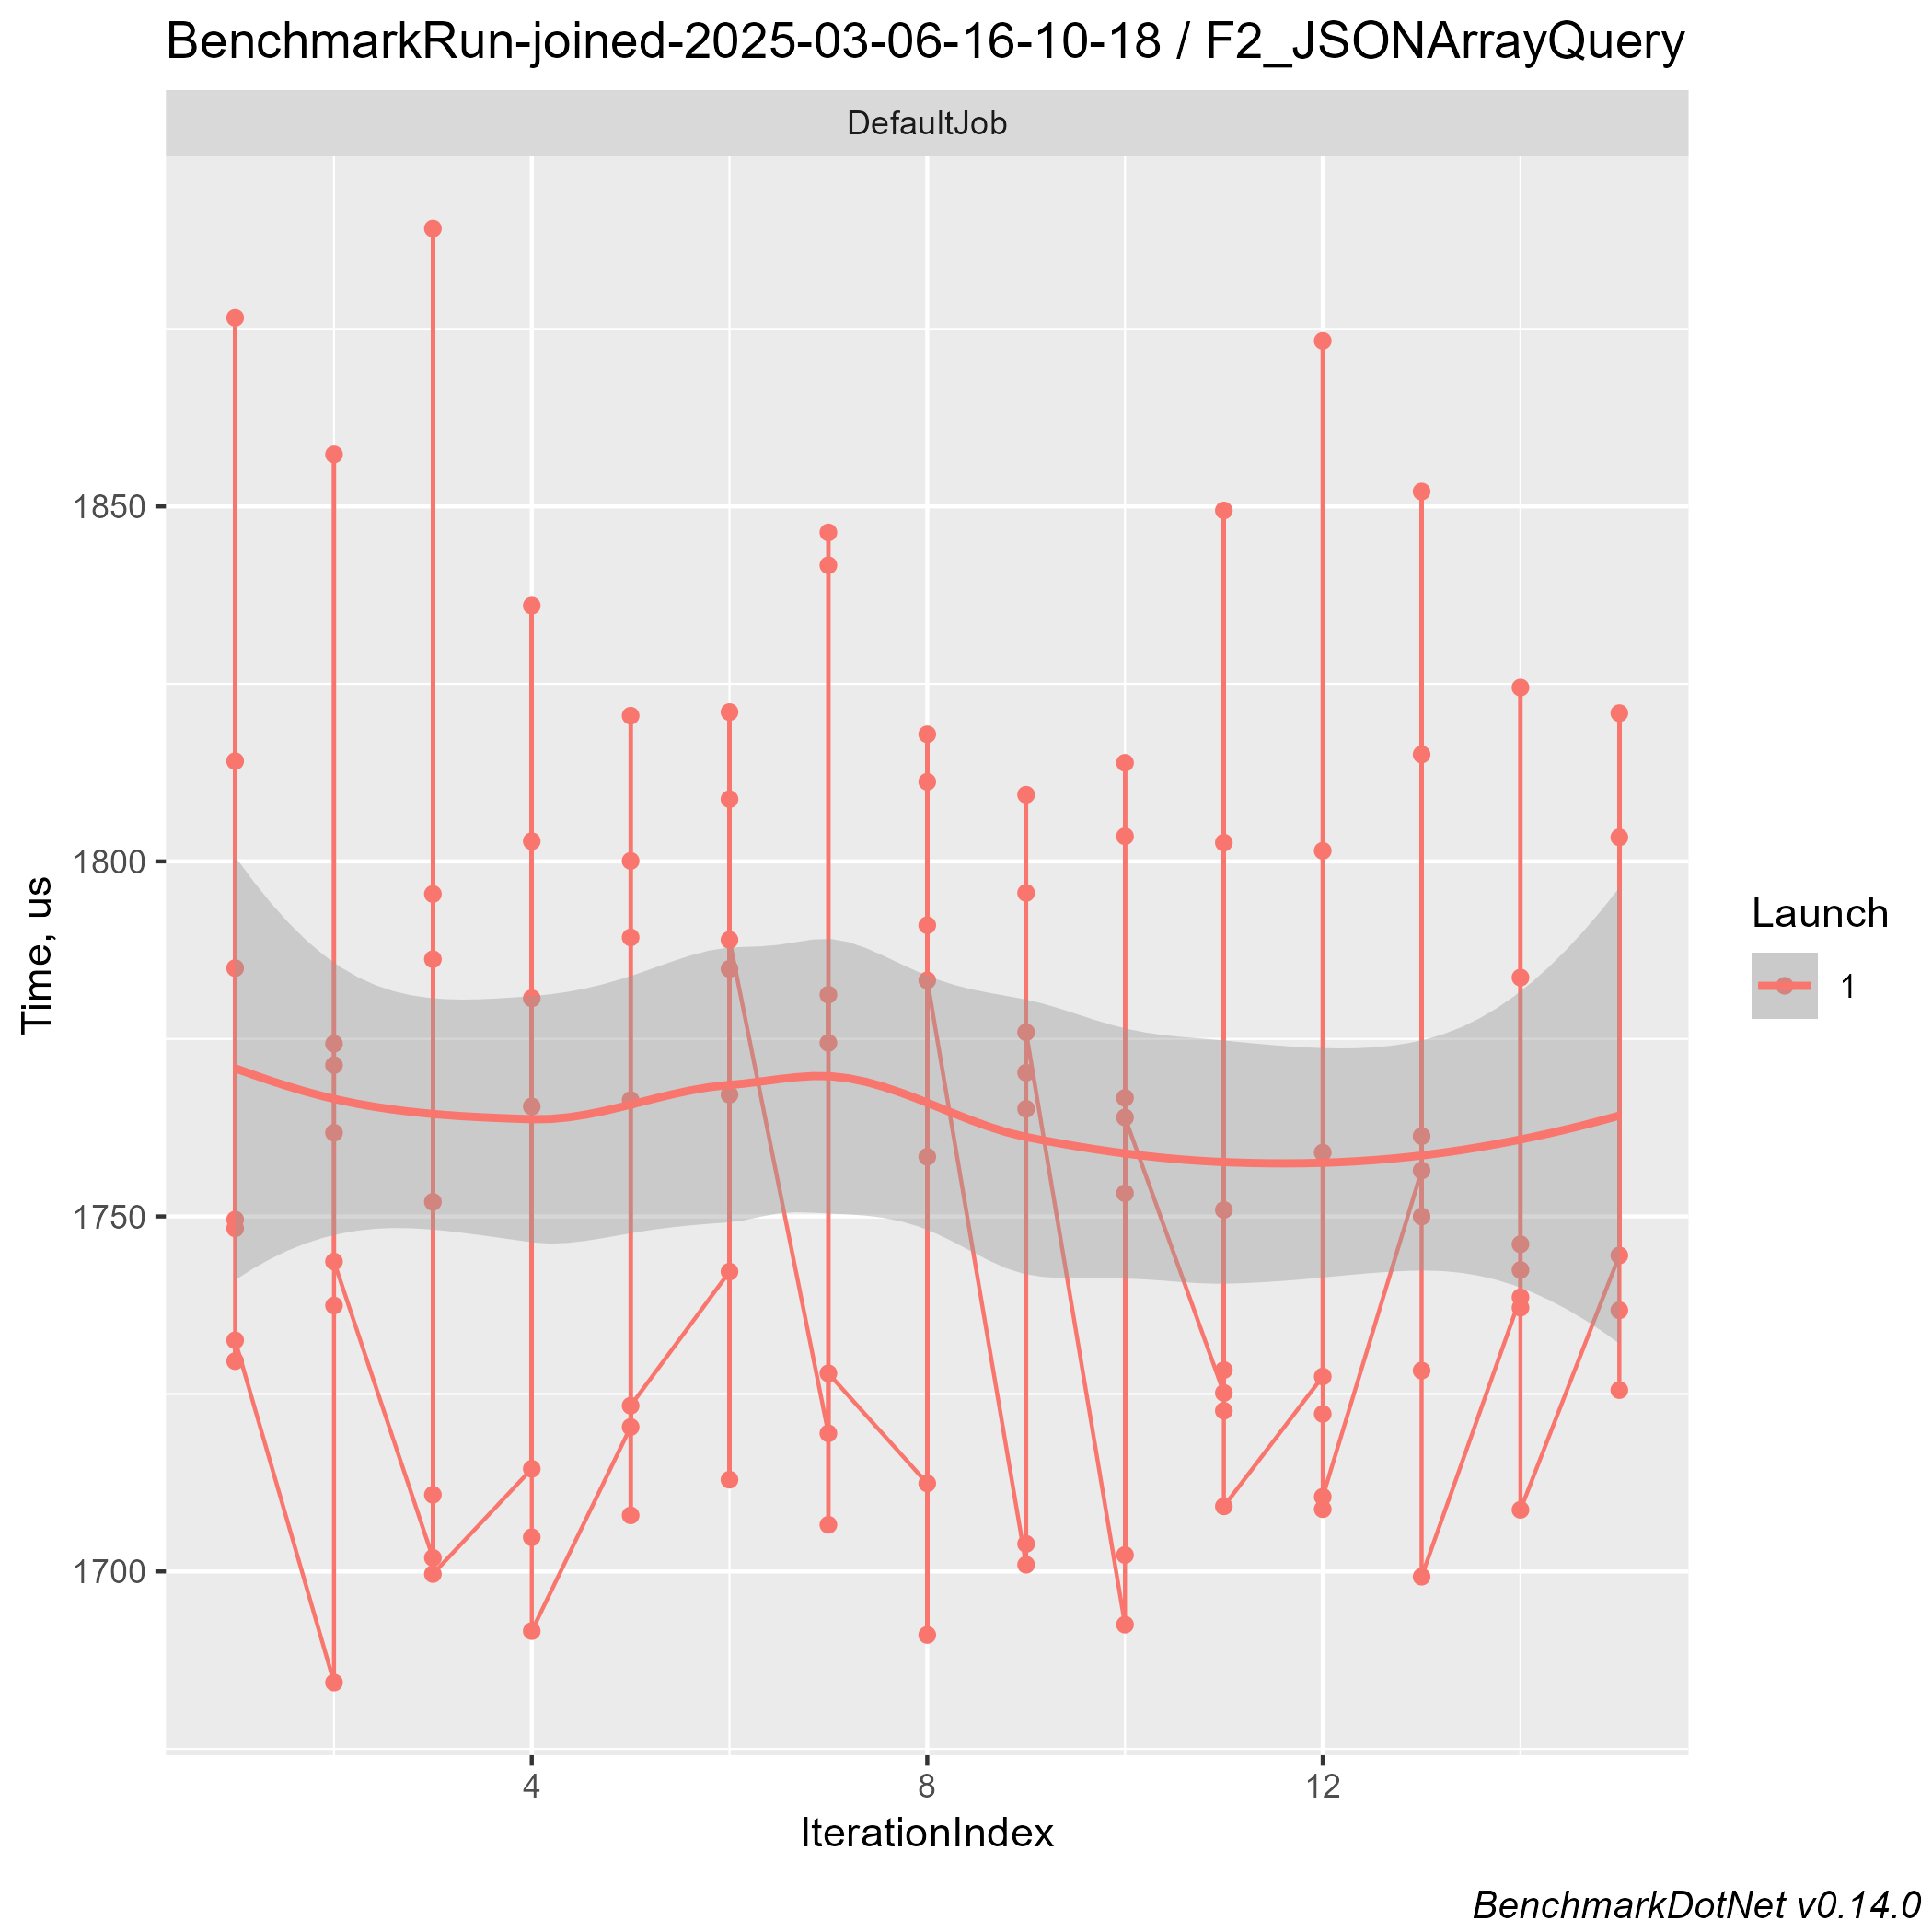 BenchmarkRun-joined-2025-03-06-16-10-18 / F2_JSONArrayQuery
DefaultJob
Time, us
1850
1800
1750
1700
4 8 12
IterationIndex
Launch
1
BenchmarkDotNet v0.14.0